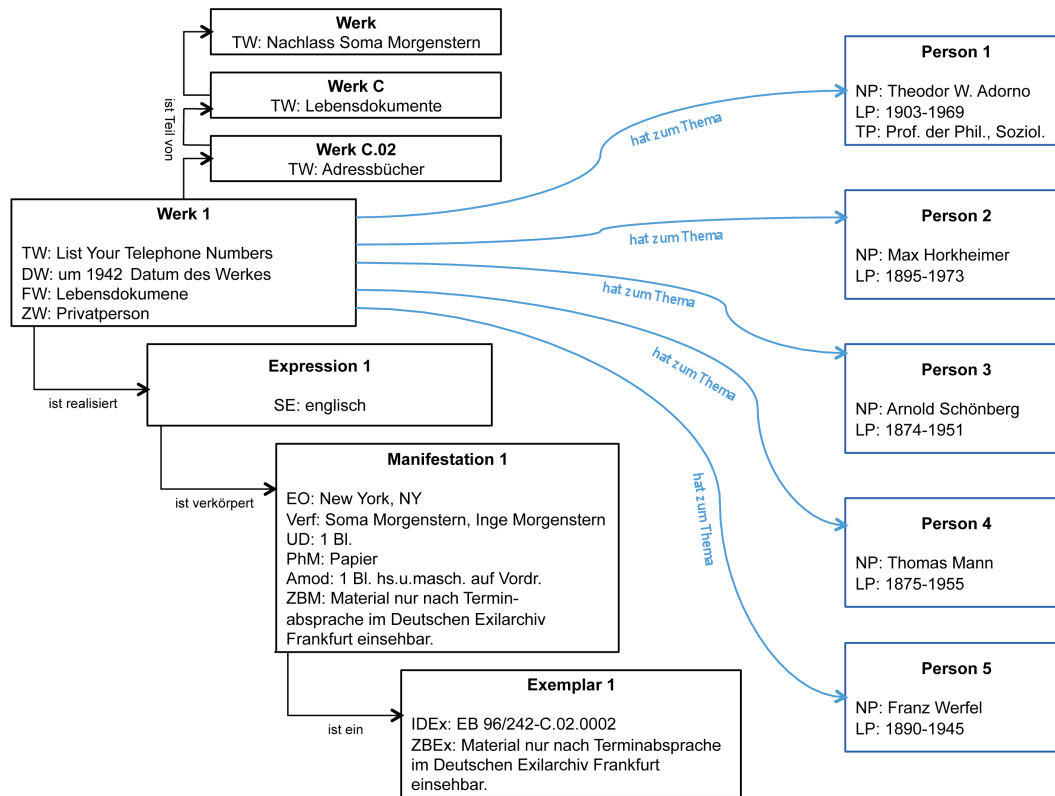 Werk
TW: Nachlass Soma Morgenstern
Werk C
TW: Lebensdokumente
Werk C.02
TW: Adressbücher
ist Teil von
Werk 1
TW: List Your Telephone Numbers
DW: um 1942 Datum des Werkes
FW: Lebensdokumene
ZW: Privatperson
ist realisiert
Expression 1
SE: englisch
ist verkörpert
Manifestation 1
EO: New York, NY
Verf: Soma Morgenstern, Inge Morgenstern
UD: 1 Bl.
PhM: Papier
Amod: 1 Bl. hs.u.masch. auf Vordr.
ZBM: Material nur nach Termin-
absprache im Deutschen Exilarchiv
Frankfurt einsehbar.
ist ein
Exemplar 1
IDEx: EB 96/242-C.02.0002
ZBEx: Material nur nach Terminabsprache
im Deutschen Exilarchiv Frankfurt
einsehbar.
hat zum Thema
hat zum Thema
hat zum Thema
hat zum Thema
hat zum Thema
Person 1
NP: Theodor W. Adorno
LP: 1903-1969
TP: Prof. der Phil., Soziol.
Person 2
NP: Max Horkheimer
LP: 1895-1973
Person 3
NP: Arnold Schönberg
LP: 1874-1951
Person 4
NP: Thomas Mann
LP: 1875-1955
Person 5
NP: Franz Werfel
LP: 1890-1945